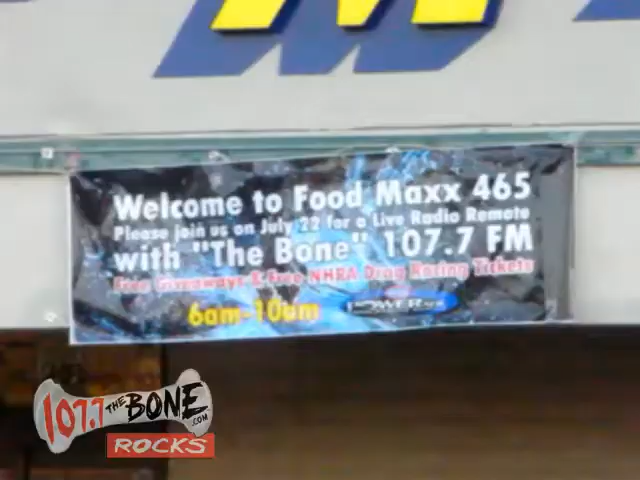 M
Welcome to Food Maxx 465
Please join us on July 22 for a Live Radio Remote
with "The Bone" 107.7 FM
Free Giveaways & Free NHRA Drag Racing Tickets
6am-10am
107.7 THE BONE.COM
ROCKS